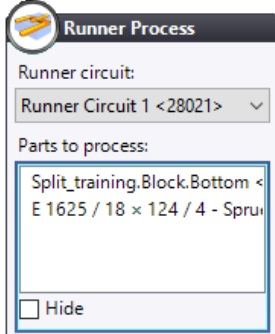 Runner Process
Runner circuit:
Runner Circuit 1 <28021>
Parts to process:
Split_training.Block.Bottom <
E 1625 / 18 × 124 / 4 - Spru
Hide